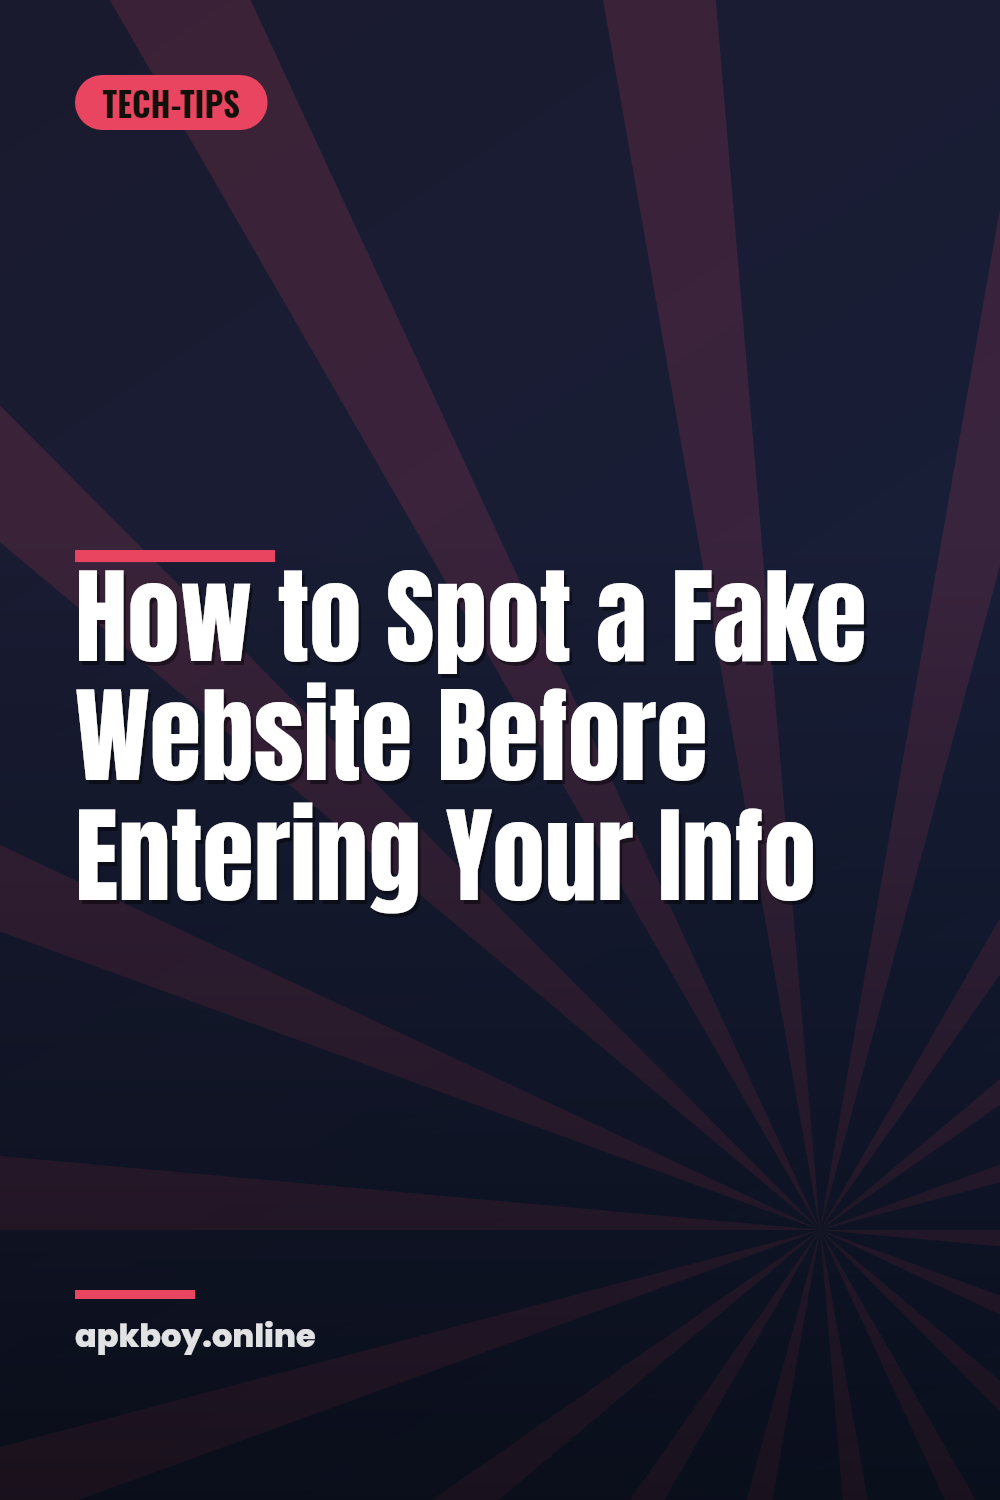 TECH-TIPS
How to Spot a Fake
Website Before
Entering Your Info
apkboy.online